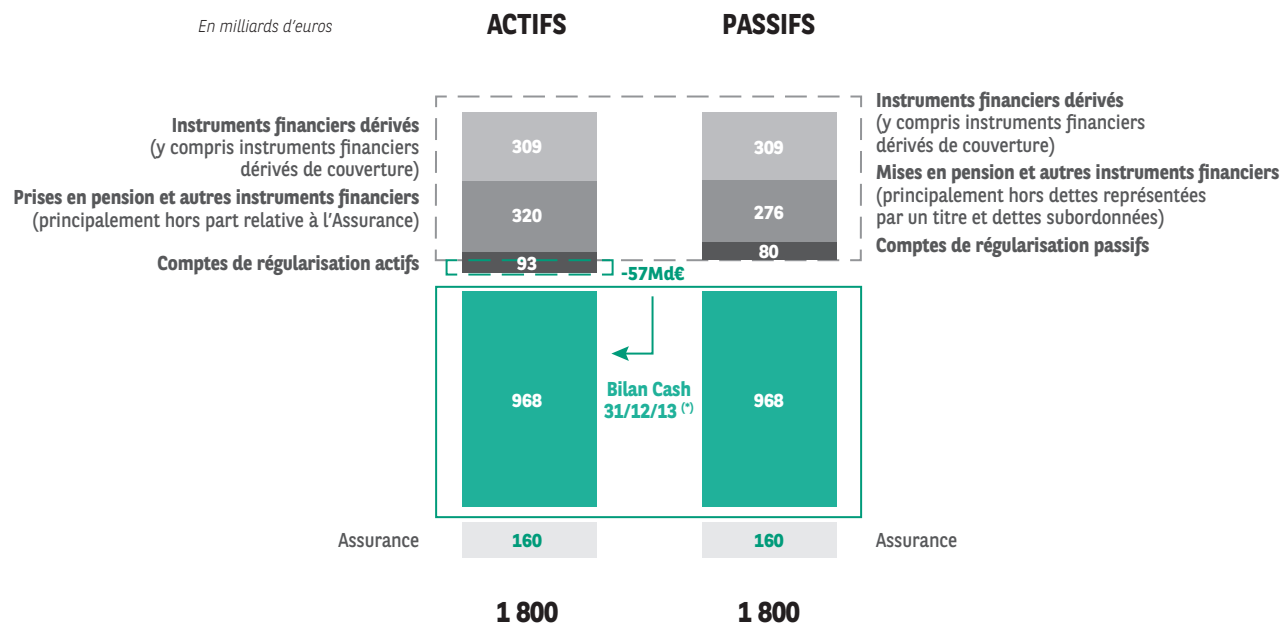 En milliards d'euros
ACTIFS
PASSIFS
Instruments financiers dérivés
(y compris instruments financiers
dérivés de couverture)
309
309
Instruments financiers dérivés
(y compris instruments financiers
dérivés de couverture)
Prises en pension et autres instruments financiers
(principalement hors part relative à l'Assurance)
320
276
Mises en pension et autres instruments financiers
(principalement hors dettes représentées
par un titre et dettes subordonnées)
Comptes de régularisation actifs
93
80
Comptes de régularisation passifs
-57Md€
968
Bilan Cash
31/12/13 (*)
968
Assurance
160
160
Assurance
1 800
1 800